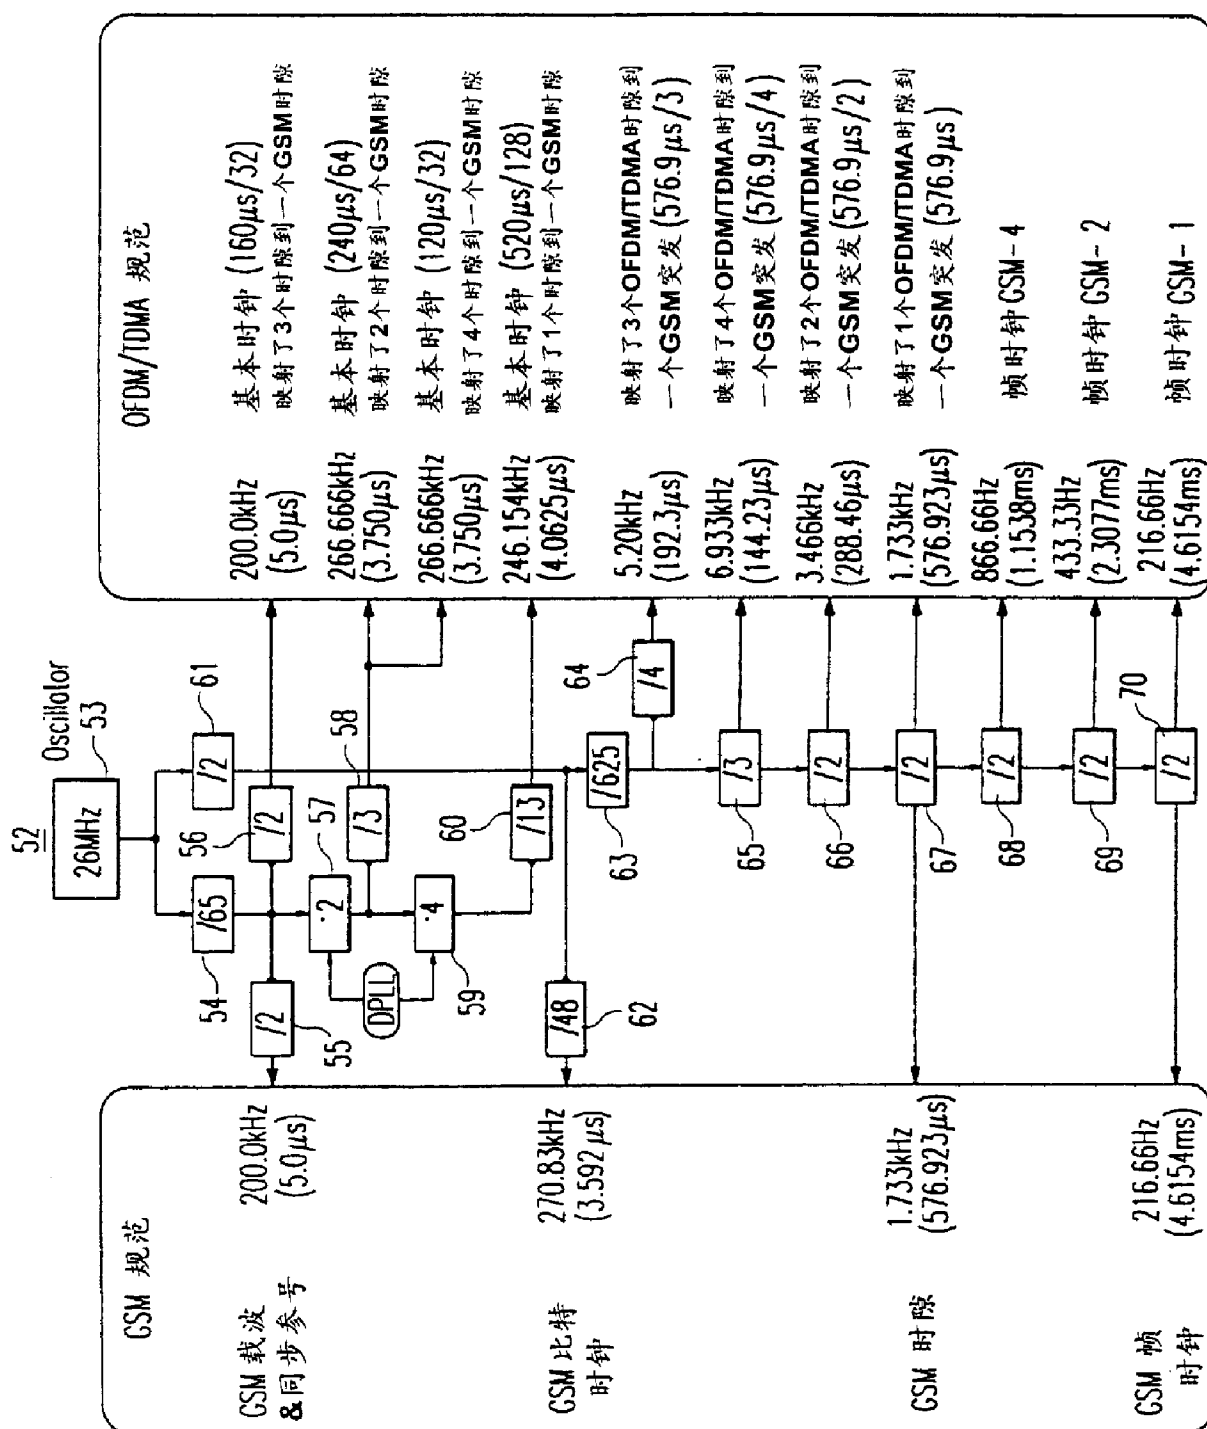 GSM 规范
GSM 载波
&同步参号
200.0kHz
(5.0μs)
GSM 比特
时钟
270.83kHz
(3.592μs)
GSM 时隙
1.733kHz
(576.923μs)
GSM 帧
时钟
216.66Hz
(4.6154ms)
52
Oscillator
26MHz
53
/65
54
/2
61
/2
55
/2
56
·2
57
/3
58
DPLL
·4
59
/13
60
/48
62
/625
63
/4
64
/3
65
/2
66
/2
67
/2
68
/2
69
/2
70
OFDM/TDMA 规范
200.0kHz
(5.0μs)
基本时钟 (160μs/32)
映射了3个时隙到一个GSM时隙
266.666kHz
(3.750μs)
基本时钟 (240μs/64)
映射了2个时隙到一个GSM时隙
266.666kHz
(3.750μs)
基本时钟 (120μs/32)
映射了4个时隙到一个GSM时隙
246.154kHz
(4.0625μs)
基本时钟 (520μs/128)
映射了1个时隙到一个GSM时隙
5.20kHz
(192.3μs)
映射了3个OFDM/TDMA时隙到
一个GSM突发 (576.9μs/3)
6.933kHz
(144.23μs)
映射了4个OFDM/TDMA时隙到
一个GSM突发 (576.9μs/4)
3.466kHz
(288.46μs)
映射了2个OFDM/TDMA时隙到
一个GSM突发 (576.9μs/2)
1.733kHz
(576.923μs)
映射了1个OFDM/TDMA时隙到
一个GSM突发 (576.9μs)
866.66Hz
(1.1538ms)
帧时钟 GSM-4
433.33Hz
(2.3077ms)
帧时钟 GSM-2
216.66Hz
(4.6154ms)
帧时钟 GSM-1